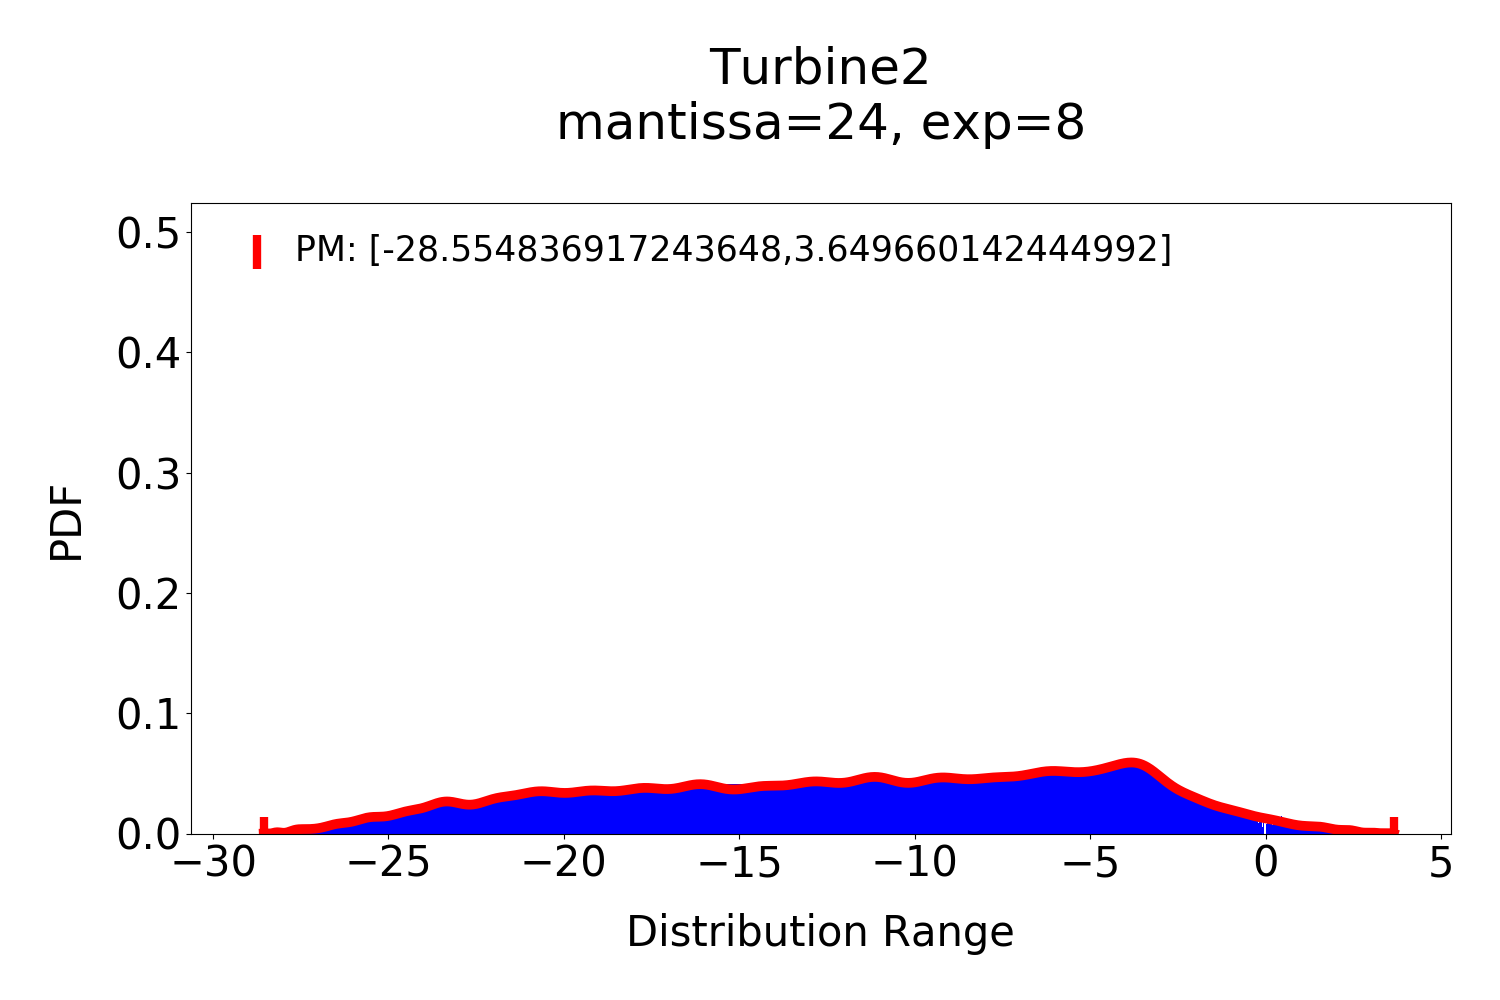 Turbine2
mantissa=24, exp=8
PM: [-28.554836917243648,3.649660142444992]
0.5
0.4
0.3
0.2
0.1
0.0
PDF
−30 −25 −20 −15 −10 −5 0 5
Distribution Range